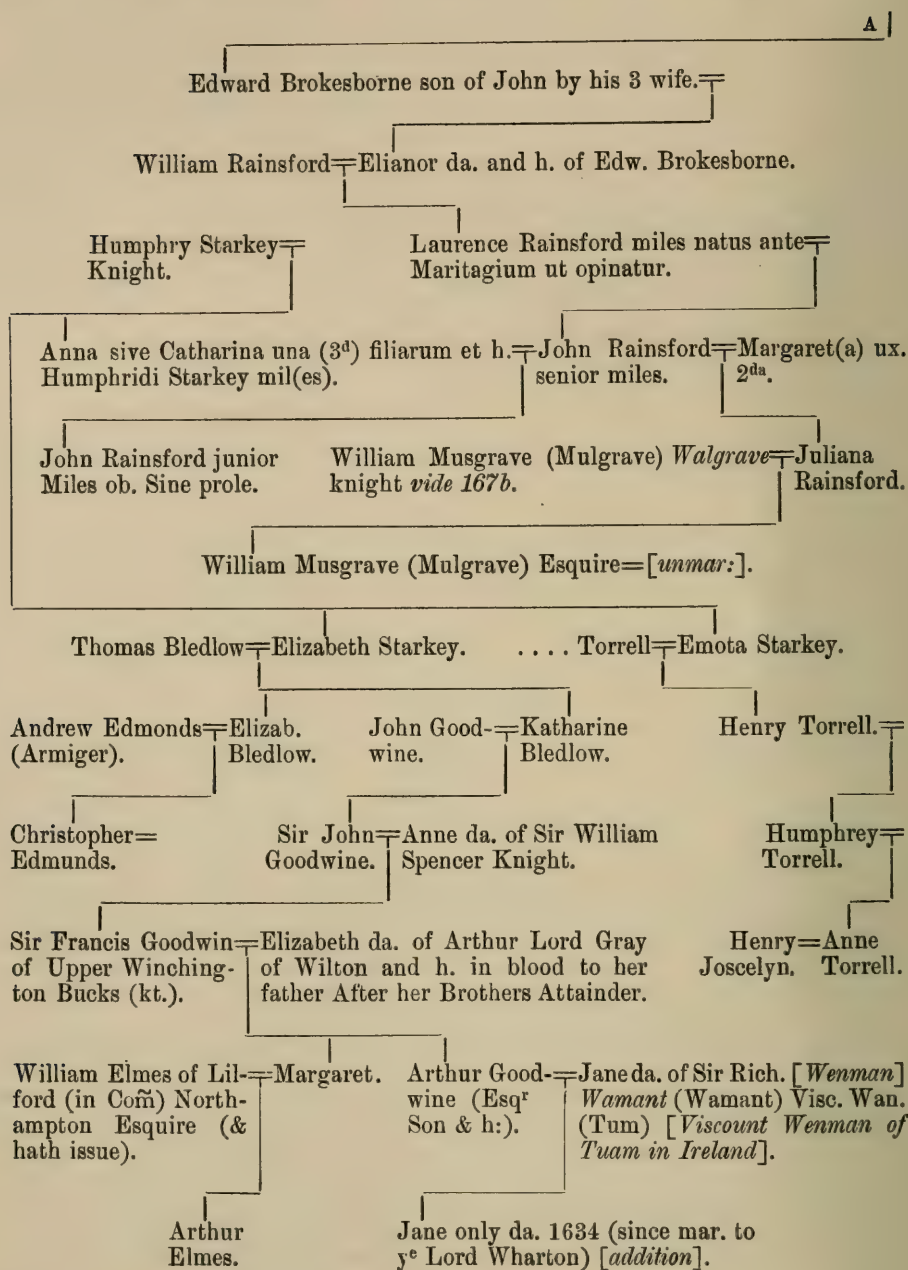 A
Edward Brokesborne son of John by his 3 wife.
William Rainsford=Elianor da. and h. of Edw. Brokesborne.
Humphry Starkey=
Knight.
Laurence Rainsford miles natus ante=
Maritagium ut opinatur.
Anna sive Catharina una (3ᵈ) filiarum et h.=John Rainsford=Margaret(a) ux.
Humphridi Starkey mil(es).
senior miles.
2ᵈᵃ.
John Rainsford junior
Miles ob. Sine prole.
William Musgrave (Mulgrave) Walgrave=Juliana
knight vide 167b.
Rainsford.
William Musgrave (Mulgrave) Esquire=[unmar:].
Thomas Bledlow=Elizabeth Starkey.
.... Torrell=Emota Starkey.
Andrew Edmonds=Elizab.
(Armiger). Bledlow.
John Good-=Katharine
wine. Bledlow.
Henry Torrell.=
Christopher=
Edmunds.
Sir John=Anne da. of Sir William
Goodwine. Spencer Knight.
Humphrey=
Torrell.
Sir Francis Goodwin=Elizabeth da. of Arthur Lord Gray
of Upper Winching- of Wilton and h. in blood to her
ton Bucks (kt.). father After her Brothers Attainder.
Henry=Anne
Joscelyn. Torrell.
William Elmes of Lil-=Margaret.
ford (in Com̃) North-
ampton Esquire (&
hath issue).
Arthur Good-=Jane da. of Sir Rich. [Wenman]
wine (Esqʳ Wamant (Wamant) Visc. Wan.
Son & h:). (Tum) [Viscount Wenman of
Tuam in Ireland].
Arthur
Elmes.
Jane only da. 1634 (since mar. to
yᵉ Lord Wharton) [addition].